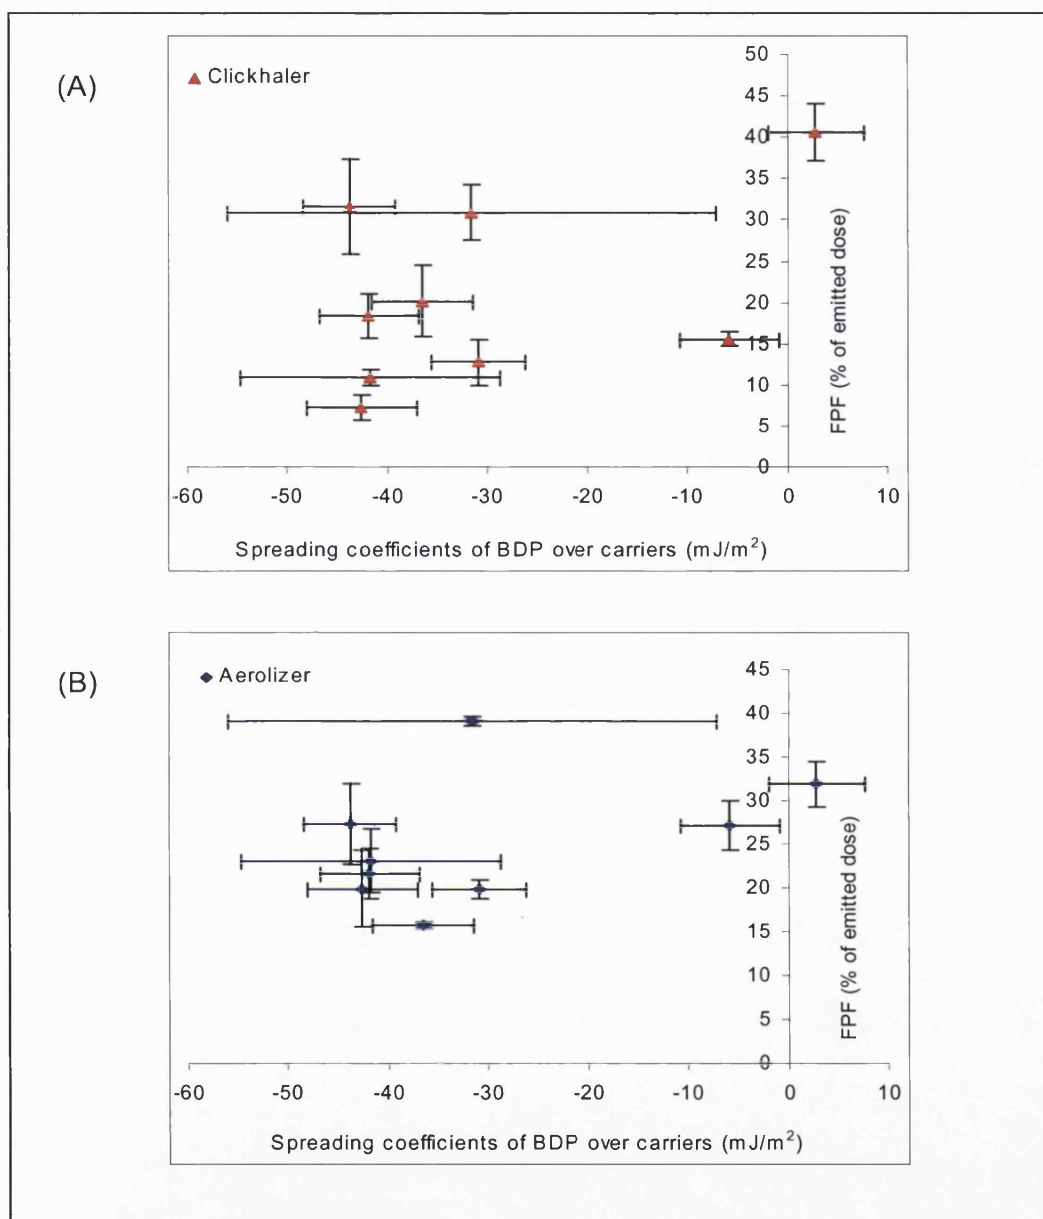 (A)
Clickhaler
50
45
40
35
30
25
20
15
10
5
0
FPF (% of emitted dose)
-60 -50 -40 -30 -20 -10 0 10
Spreading coefficients of BDP over carriers (mJ/m²)
(B)
Aerolizer
45
40
35
30
25
20
15
10
5
0
FPF (% of emitted dose)
-60 -50 -40 -30 -20 -10 0 10
Spreading coefficients of BDP over carriers (mJ/m²)